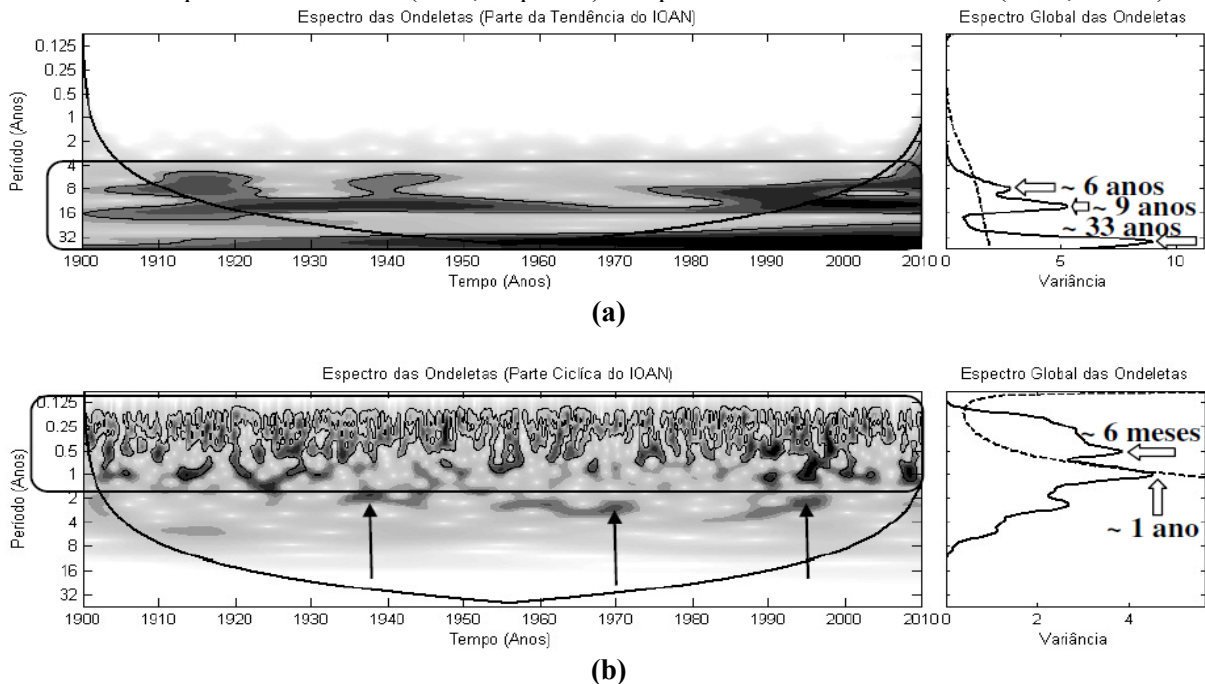 Espectro das Ondeletas (Parte da Tendência do IOAN)
Espectro Global das Ondeletas
Período (Anos)
0.125
0.25
0.5
1
2
4
8
16
32
1900 1910 1920 1930 1940 1950 1960 1970 1980 1990 2000 2010
Tempo (Anos)
~ 6 anos
~ 9 anos
~ 33 anos
0 5 10
Variância
(a)
Espectro das Ondeletas (Parte Ciclíca do IOAN)
Espectro Global das Ondeletas
Período (Anos)
0.125
0.25
0.5
1
2
4
8
16
32
1900 1910 1920 1930 1940 1950 1960 1970 1980 1990 2000 2010
Tempo (Anos)
~ 6 meses
~ 1 ano
0 2 4
Variância
(b)